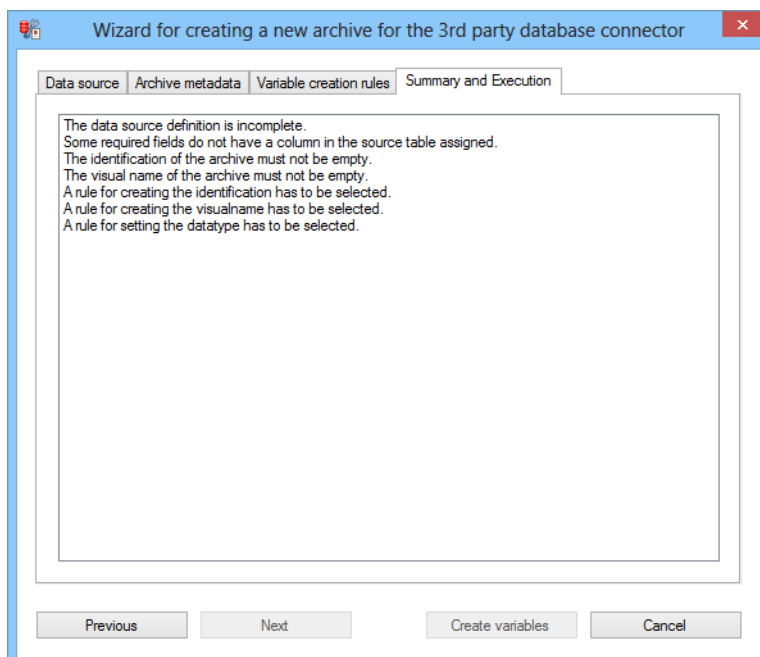 Wizard for creating a new archive for the 3rd party database connector
Data source Archive metadata Variable creation rules Summary and Execution
The data source definition is incomplete.
Some required fields do not have a column in the source table assigned.
The identification of the archive must not be empty.
The visual name of the archive must not be empty.
A rule for creating the identification has to be selected.
A rule for creating the visualname has to be selected.
A rule for setting the datatype has to be selected.
Previous Next Create variables Cancel